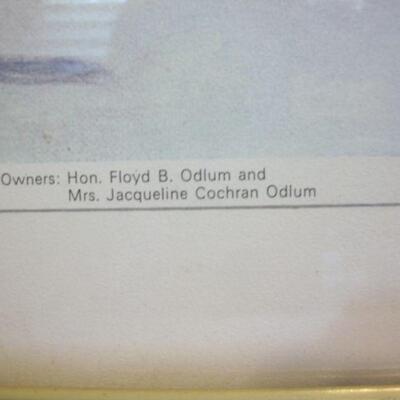 Owners: Hon. Floyd B. Odlum and
Mrs. Jacqueline Cochran Odlum